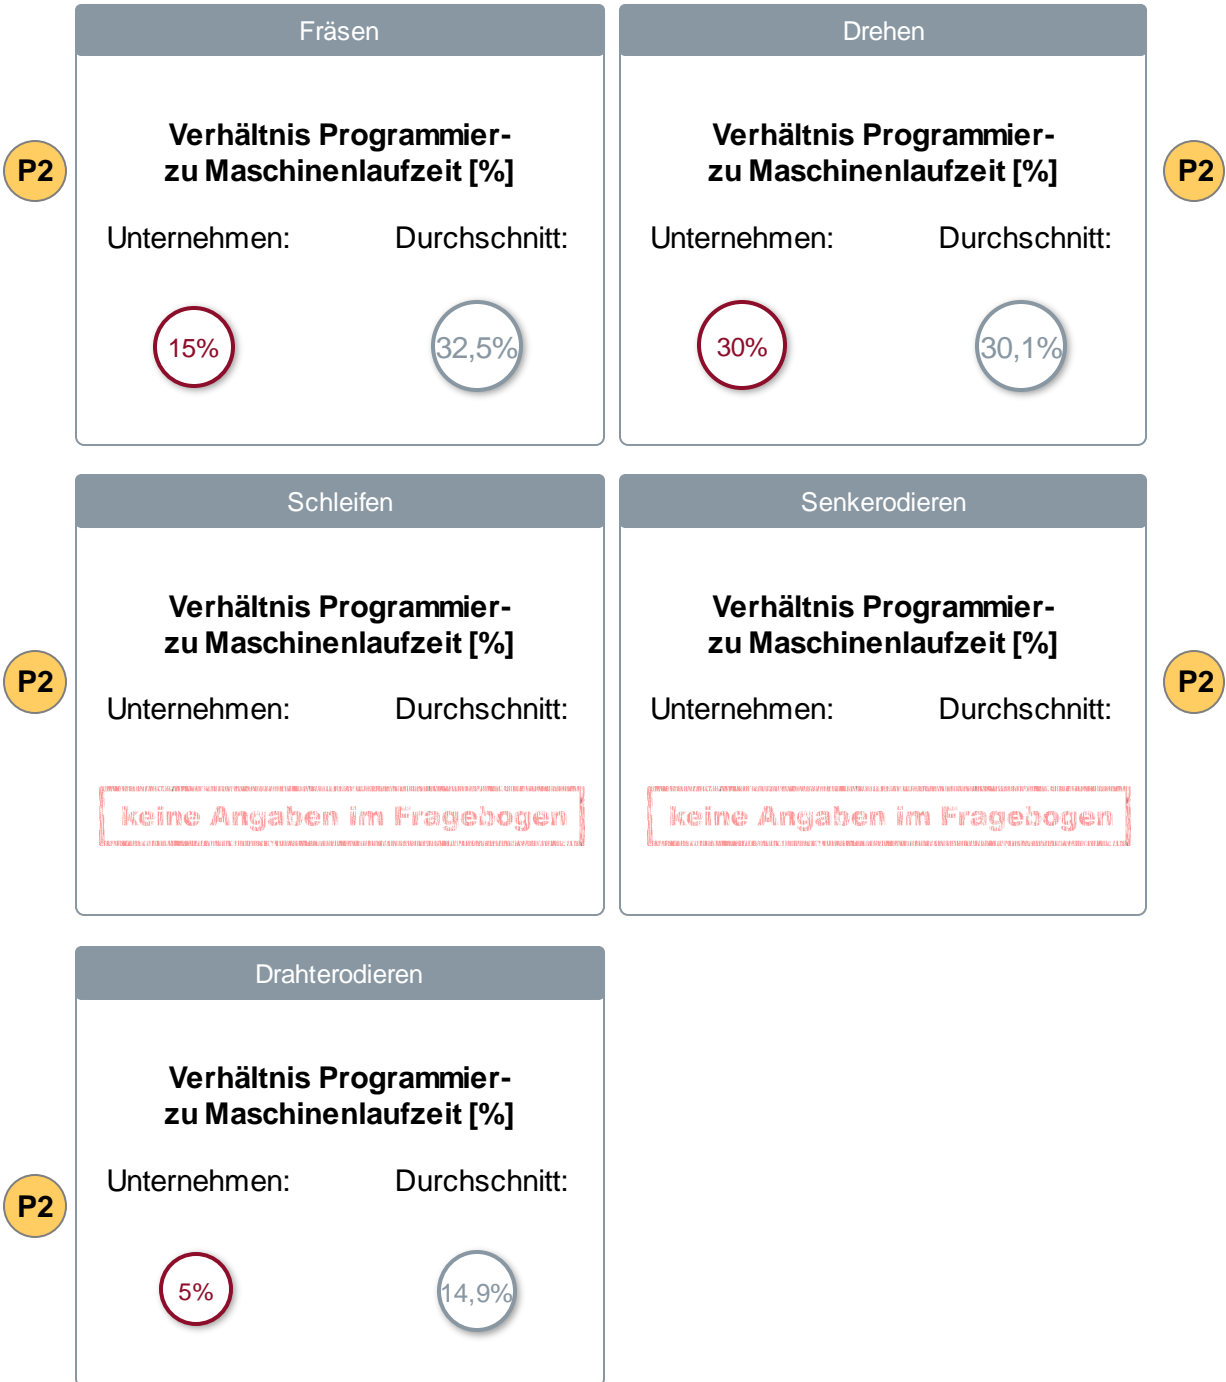 Fräsen
Verhältnis Programmier-
zu Maschinenlaufzeit [%]
P2
Unternehmen: Durchschnitt:
15% 32,5%
Drehen
Verhältnis Programmier-
zu Maschinenlaufzeit [%]
P2
Unternehmen: Durchschnitt:
30% 30,1%
Schleifen
Verhältnis Programmier-
zu Maschinenlaufzeit [%]
P2
Unternehmen: Durchschnitt:
keine Angaben im Fragebogen
Senkerodieren
Verhältnis Programmier-
zu Maschinenlaufzeit [%]
P2
Unternehmen: Durchschnitt:
keine Angaben im Fragebogen
Drahterodieren
Verhältnis Programmier-
zu Maschinenlaufzeit [%]
Unternehmen: Durchschnitt:
P2
5% 14,9%